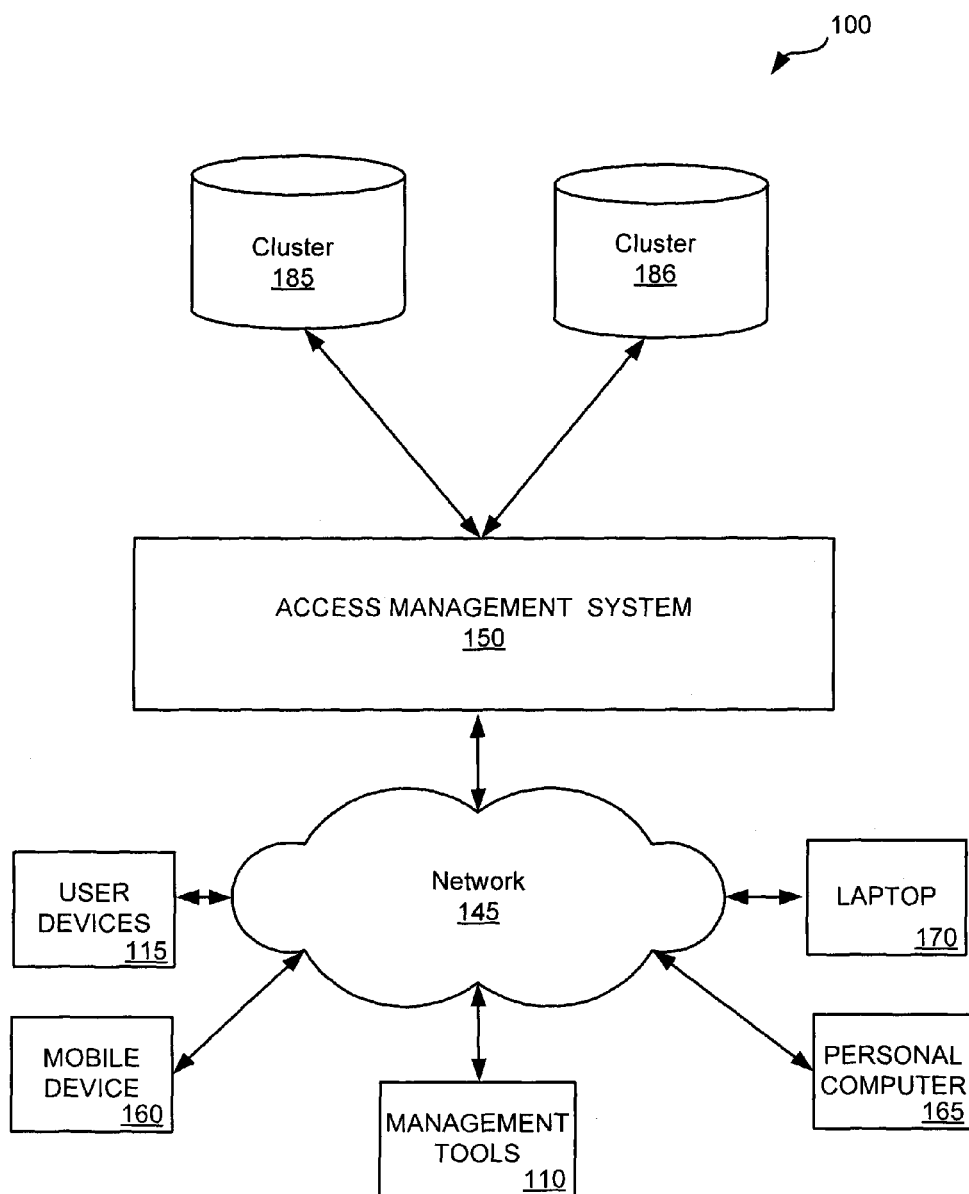 100
Cluster
185
Cluster
186
ACCESS MANAGEMENT SYSTEM
150
Network
145
USER
DEVICES
115
LAPTOP
170
MOBILE
DEVICE
160
MANAGEMENT
TOOLS
110
PERSONAL
COMPUTER
165